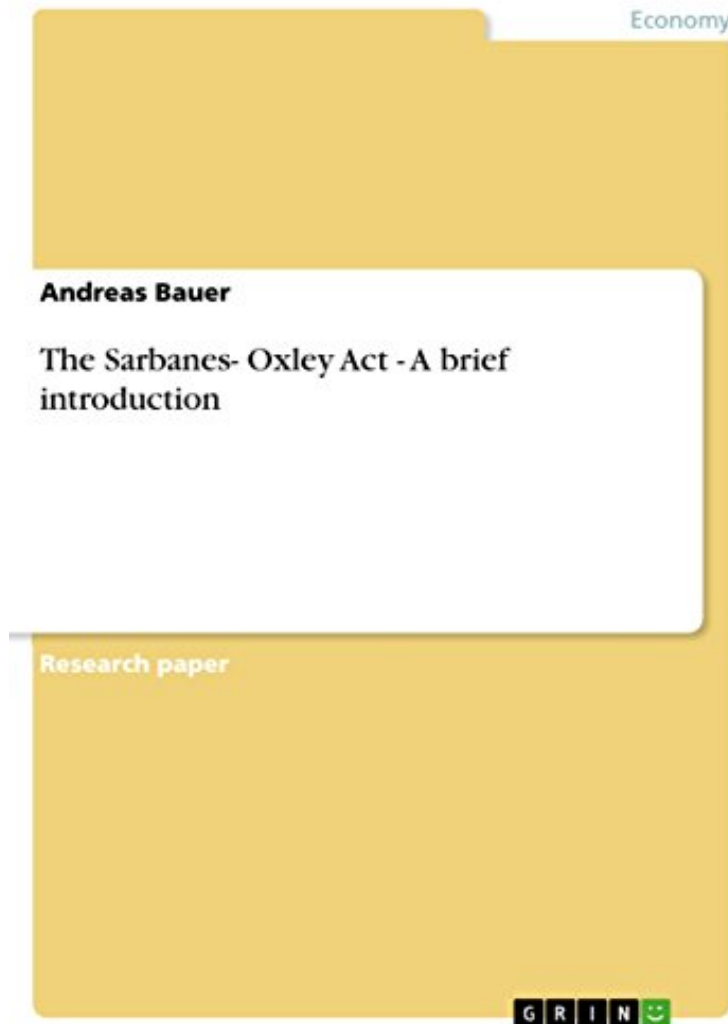 Economy
Andreas Bauer
The Sarbanes- Oxley Act - A brief
introduction
Research paper
GRIN